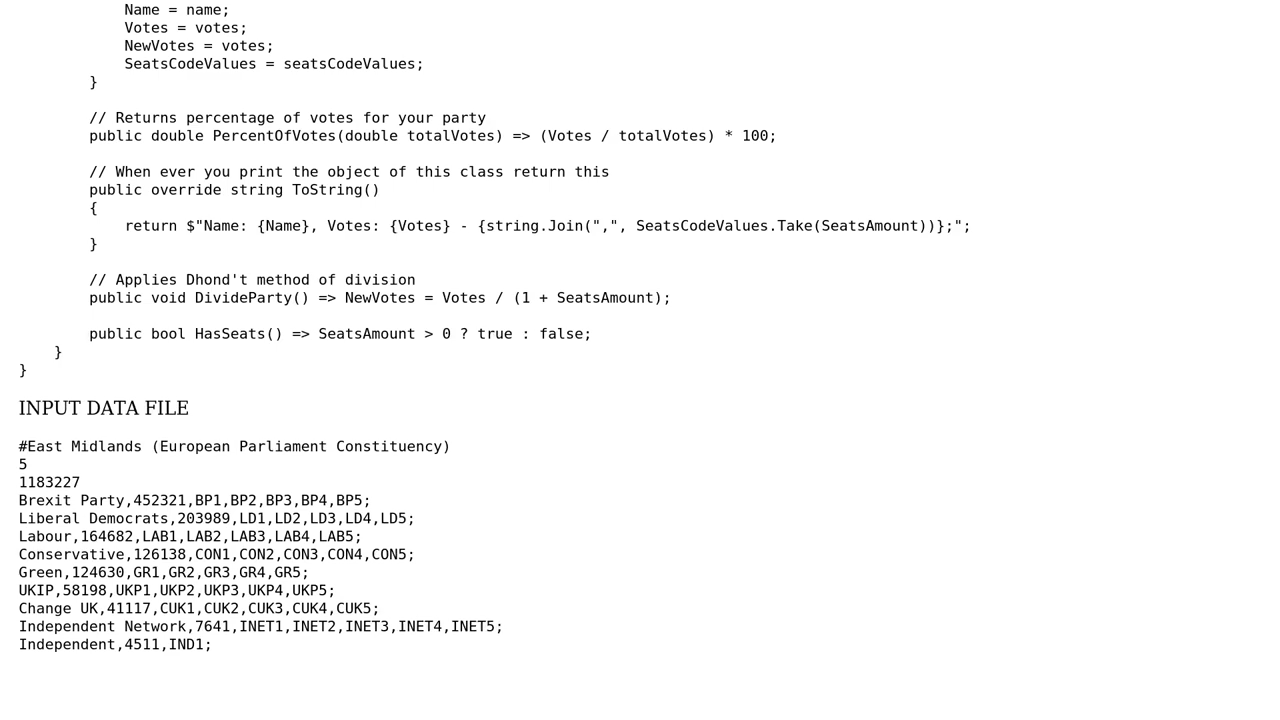 Name = name;
Votes = votes;
NewVotes = votes;
SeatsCodeValues = seatsCodeValues;
}
// Returns percentage of votes for your party
public double PercentOfVotes(double totalVotes) => (Votes / totalVotes) * 100;
// When ever you print the object of this class return this
public override string ToString()
{
return $"Name: {Name}, Votes: {Votes} - {string.Join(",", SeatsCodeValues.Take(SeatsAmount))};";
}
// Applies Dhond't method of division
public void DivideParty() => NewVotes = Votes / (1 + SeatsAmount);
public bool HasSeats() => SeatsAmount > 0 ? true : false;
}
}
INPUT DATA FILE
#East Midlands (European Parliament Constituency)
5
1183227
Brexit Party,452321,BP1,BP2,BP3,BP4,BP5;
Liberal Democrats,203989,LD1,LD2,LD3,LD4,LD5;
Labour,164682,LAB1,LAB2,LAB3,LAB4,LAB5;
Conservative,126138,CON1,CON2,CON3,CON4,CON5;
Green,124630,GR1,GR2,GR3,GR4,GR5;
UKIP,58198,UKP1,UKP2,UKP3,UKP4,UKP5;
Change UK,41117,CUK1,CUK2,CUK3,CUK4,CUK5;
Independent Network,7641,INET1,INET2,INET3,INET4,INET5;
Independent,4511,IND1;